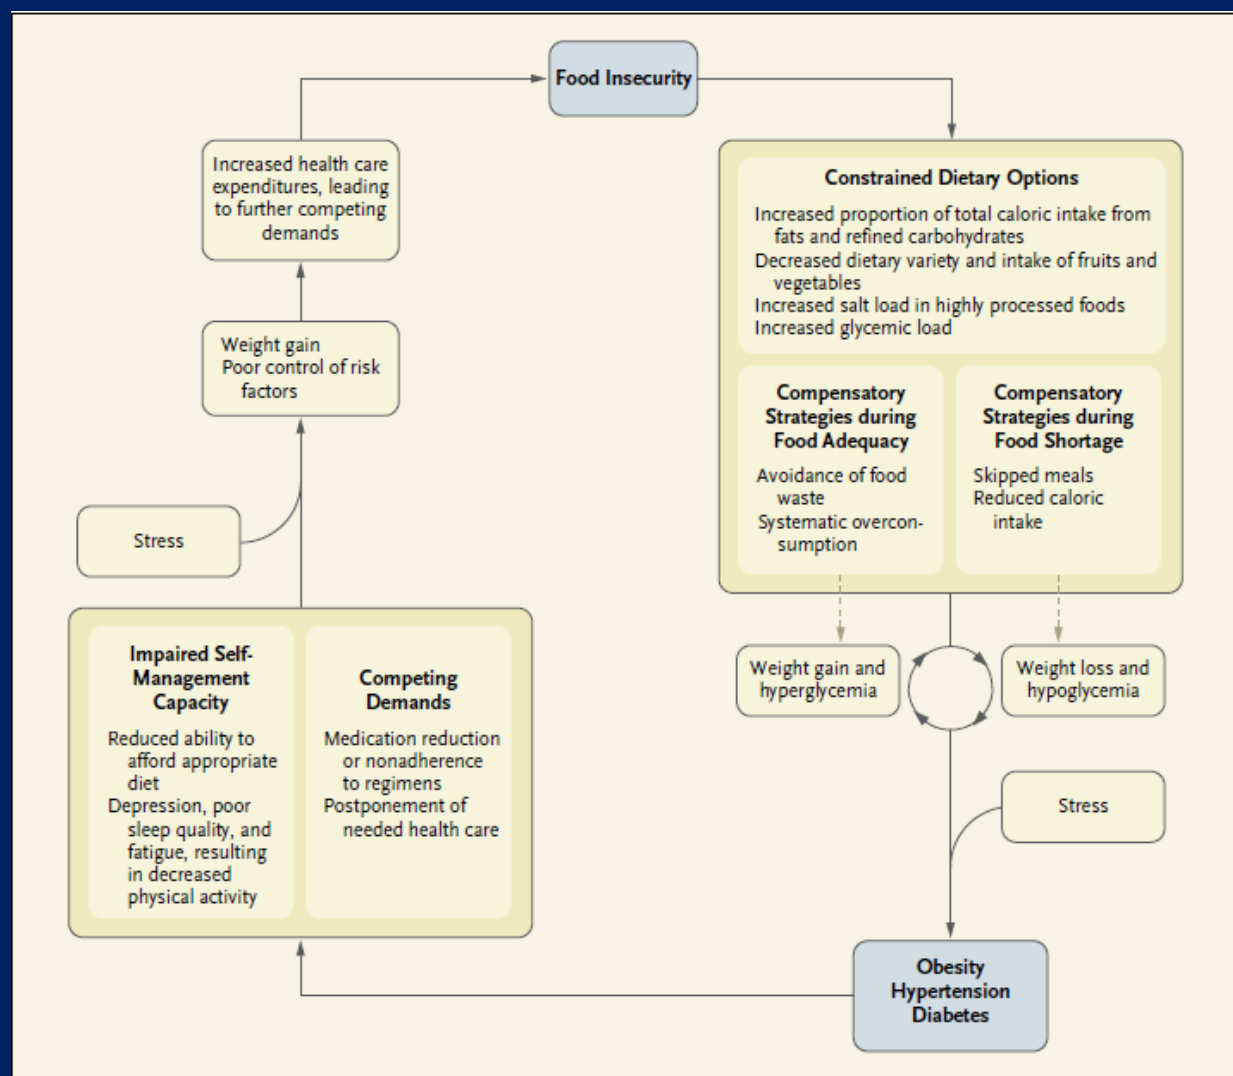 Food Insecurity
Increased health care
expenditures, leading
to further competing
demands
Constrained Dietary Options
Increased proportion of total caloric intake from
fats and refined carbohydrates
Decreased dietary variety and intake of fruits and
vegetables
Increased salt load in highly processed foods
Increased glycemic load
Weight gain
Poor control of risk
factors
Compensatory
Strategies during
Food Adequacy
Avoidance of food
waste
Systematic overcon-
sumption
Compensatory
Strategies during
Food Shortage
Skipped meals
Reduced caloric
intake
Stress
Impaired Self-
Management
Capacity
Reduced ability to
afford appropriate
diet
Depression, poor
sleep quality, and
fatigue, resulting
in decreased
physical activity
Competing
Demands
Medication reduction
or nonadherence
to regimens
Postponement of
needed health care
Weight gain and
hyperglycemia
Weight loss and
hypoglycemia
Stress
Obesity
Hypertension
Diabetes